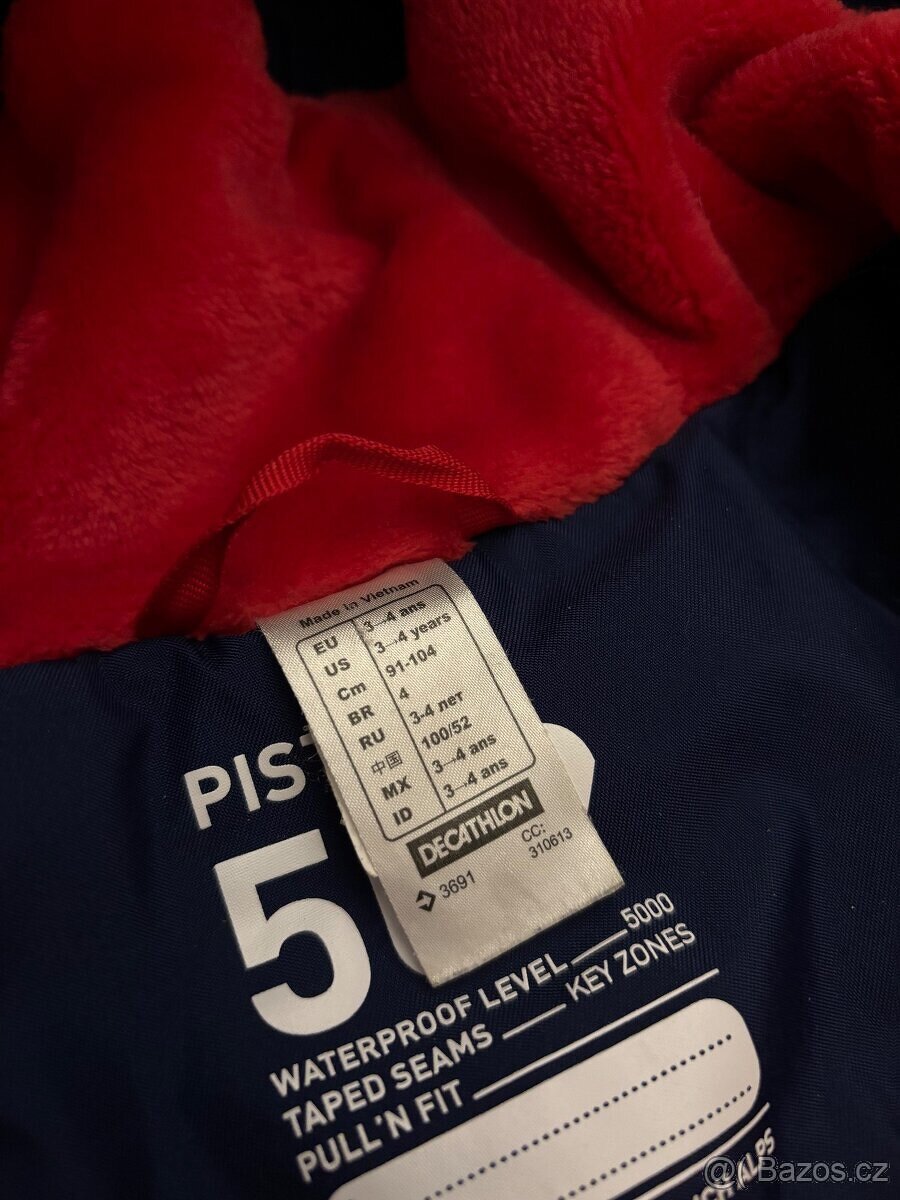 Made in Vietnam
EU 3→4 ans
US 3→4 years
Cm 91-104
BR 4
RU 3-4 лет
中国 100/52
MX 3→4 ans
ID 3→4 ans
DECATHLON
3691
CC:
310613
PIS
5
WATERPROOF LEVEL 5000
TAPED SEAMS KEY ZONES
PULL'N FIT
ALPS
@ Bazos.cz